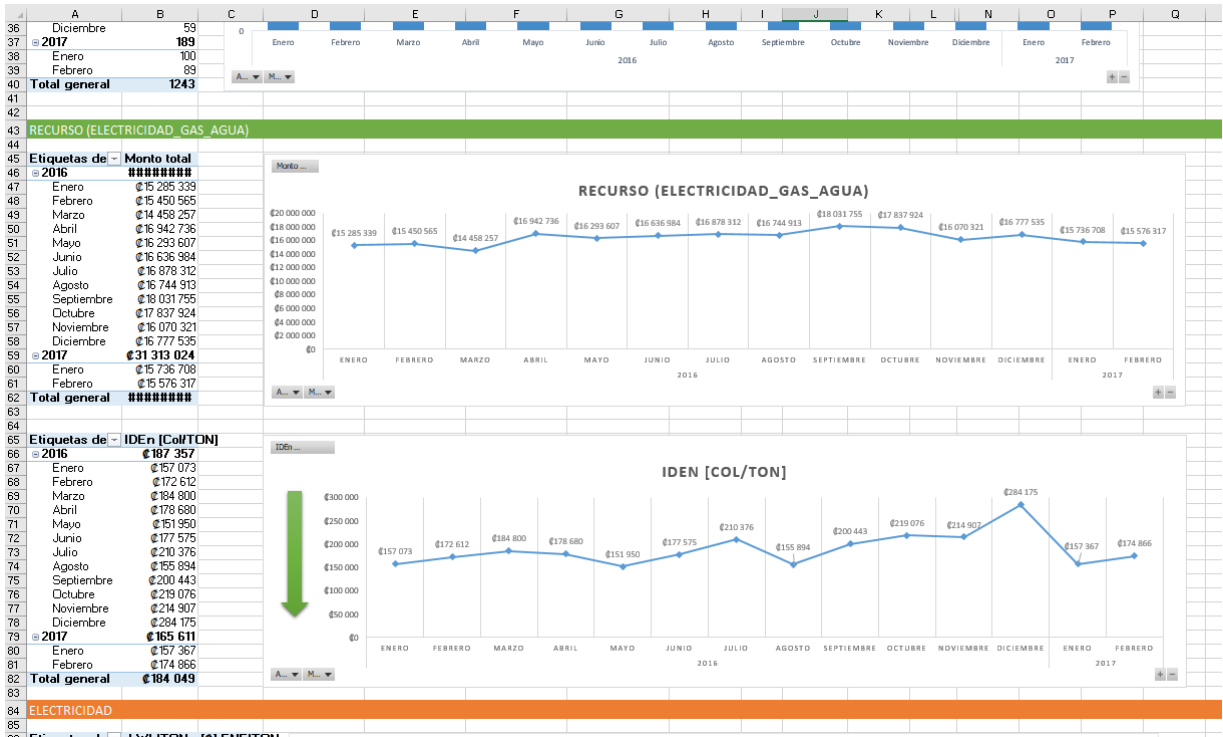 A B C D E F G H I J K L N O P Q
36 Diciembre 59
37 2017 189
38 Enero 100
39 Febrero 89
40 Total general 1243
0
Enero Febrero Marzo Abril Mayo Junio Julio Agosto Septiembre Octubre Noviembre Diciembre Enero Febrero
2016 2017
A... M...
41
42
43 RECURSO (ELECTRICIDAD_GAS_AGUA)
44
45 Etiquetas de Monto total
46 2016 ########
47 Enero ₡15 285 339
48 Febrero ₡15 450 565
49 Marzo ₡14 458 257
50 Abril ₡16 942 736
51 Mayo ₡16 293 607
52 Junio ₡16 636 984
53 Julio ₡16 878 312
54 Agosto ₡16 744 913
55 Septiembre ₡18 031 755
56 Octubre ₡17 837 924
57 Noviembre ₡16 070 321
58 Diciembre ₡16 777 535
59 2017 ₡31 313 024
60 Enero ₡15 736 708
61 Febrero ₡15 576 317
62 Total general ########
Monto ...
RECURSO (ELECTRICIDAD_GAS_AGUA)
₡20 000 000
₡18 000 000
₡16 000 000
₡14 000 000
₡12 000 000
₡10 000 000
₡8 000 000
₡6 000 000
₡4 000 000
₡2 000 000
₡0
₡15 285 339 ₡15 450 565 ₡14 458 257 ₡16 942 736 ₡16 293 607 ₡16 636 984 ₡16 878 312 ₡16 744 913 ₡18 031 755 ₡17 837 924 ₡16 070 321 ₡16 777 535 ₡15 736 708 ₡15 576 317
ENERO FEBRERO MARZO ABRIL MAYO JUNIO JULIO AGOSTO SEPTIEMBRE OCTUBRE NOVIEMBRE DICIEMBRE ENERO FEBRERO
2016 2017
A... M...
63
64
65 Etiquetas de IDEn [Col/TON]
66 2016 ₡187 357
67 Enero ₡157 073
68 Febrero ₡172 612
69 Marzo ₡184 800
70 Abril ₡178 680
71 Mayo ₡151 950
72 Junio ₡177 575
73 Julio ₡210 376
74 Agosto ₡155 894
75 Septiembre ₡200 443
76 Octubre ₡219 076
77 Noviembre ₡214 907
78 Diciembre ₡284 175
79 2017 ₡165 611
80 Enero ₡157 367
81 Febrero ₡174 866
82 Total general ₡184 049
IDEn ...
IDEN [COL/TON]
₡300 000
₡250 000
₡200 000
₡150 000
₡100 000
₡50 000
₡0
₡157 073 ₡172 612 ₡184 800 ₡178 680 ₡151 950 ₡177 575 ₡210 376 ₡155 894 ₡200 443 ₡219 076 ₡214 907 ₡284 175 ₡157 367 ₡174 866
ENERO FEBRERO MARZO ABRIL MAYO JUNIO JULIO AGOSTO SEPTIEMBRE OCTUBRE NOVIEMBRE DICIEMBRE ENERO FEBRERO
2016 2017
A... M...
83
84 ELECTRICIDAD
85